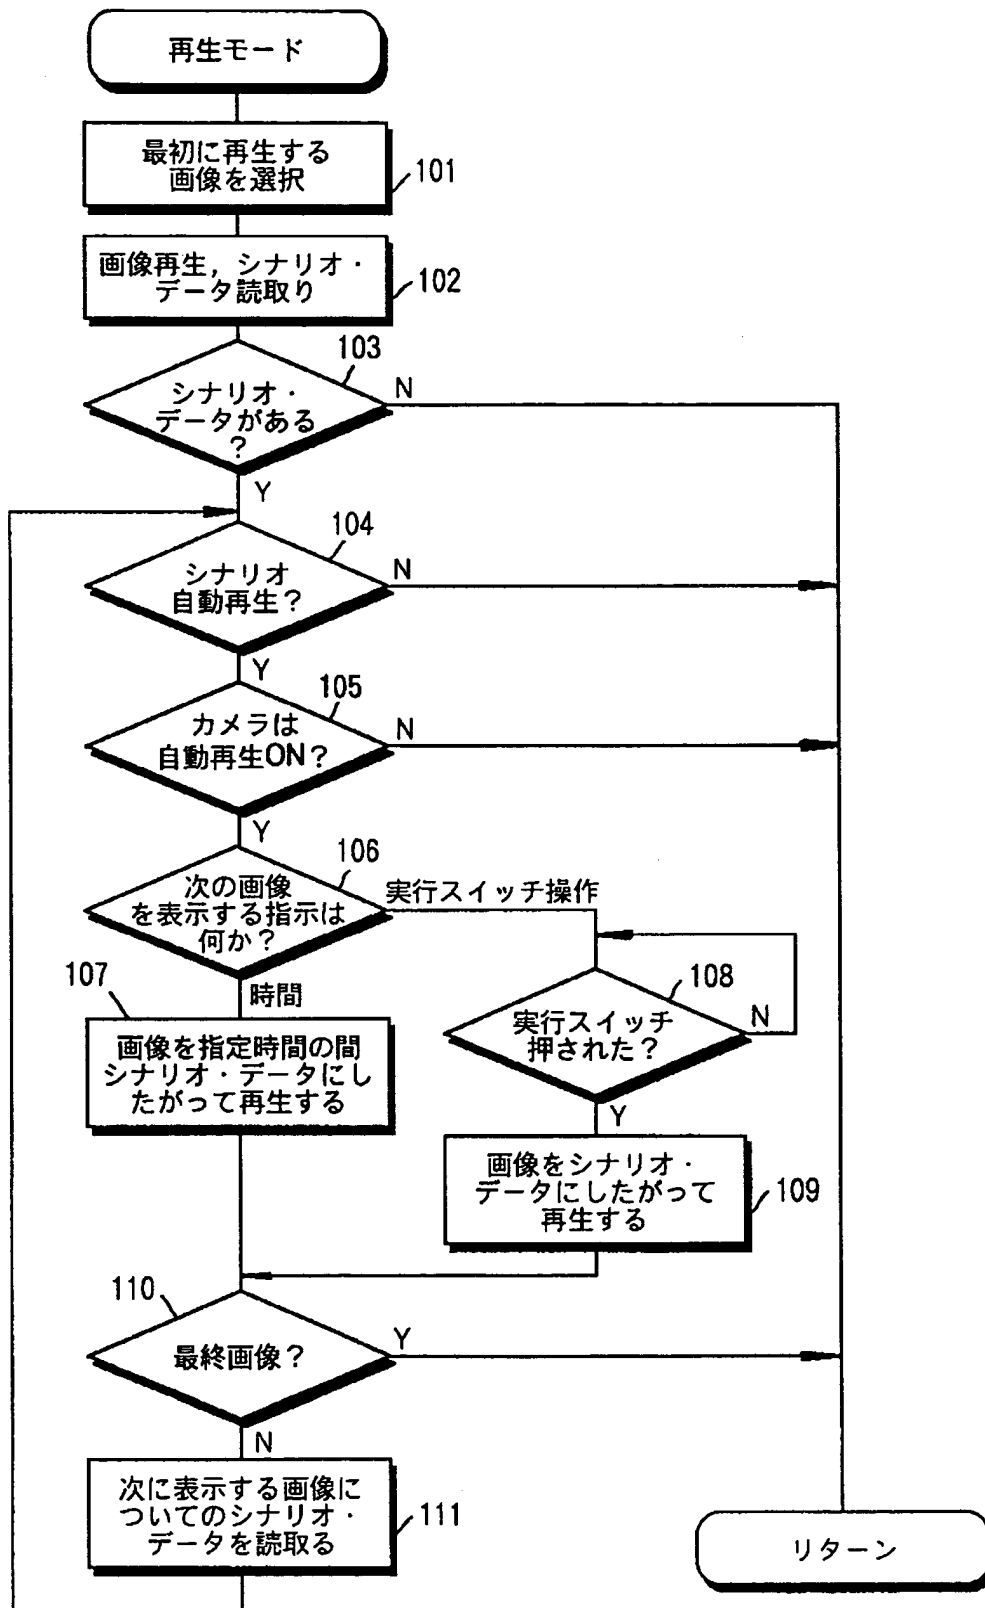 再生モード
最初に再生する
画像を選択
101
画像再生,シナリオ・
データ読取り
102
103
シナリオ・
データがある
?
N
Y
104
シナリオ
自動再生?
N
Y
105
カメラは
自動再生ON?
N
Y
106
次の画像
を表示する指示は
何か?
実行スイッチ操作
時間
107
画像を指定時間の間
シナリオ・データにし
たがって再生する
108
実行スイッチ
押された?
N
Y
画像をシナリオ・
データにしたがって
再生する
109
110
最終画像?
Y
N
次に表示する画像に
ついてのシナリオ・
データを読取る
111
リターン